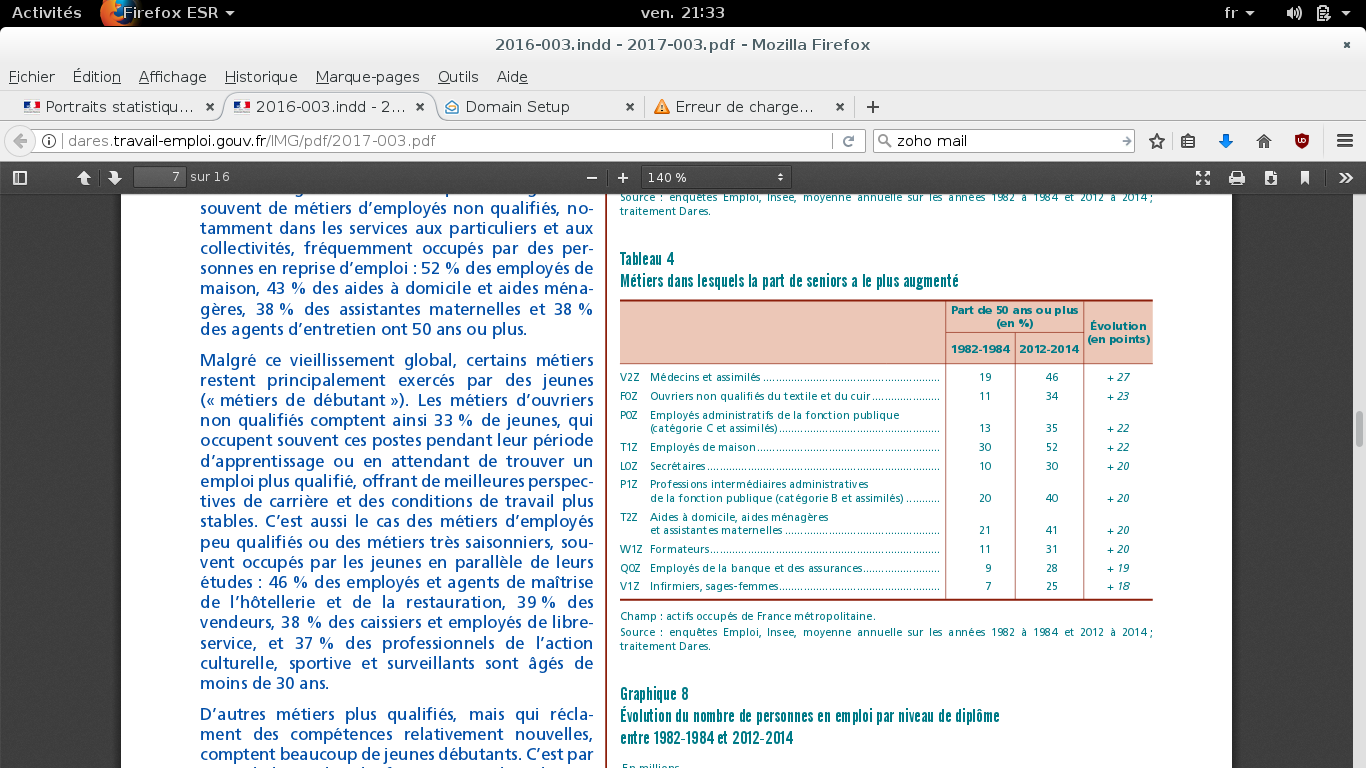 Activités Firefox ESR ven. 21:33 fr
2016-003.indd - 2017-003.pdf - Mozilla Firefox
Fichier Édition Affichage Historique Marque-pages Outils Aide
Portraits statistiqu… 2016-003.indd - 2… Domain Setup Erreur de charge…
dares.travail-emploi.gouv.fr/IMG/pdf/2017-003.pdf zoho mail
7 sur 16 140 %
souvent de métiers d’employés non qualifiés, no-
tamment dans les services aux particuliers et aux
collectivités, fréquemment occupés par des per-
sonnes en reprise d’emploi : 52 % des employés de
maison, 43 % des aides à domicile et aides ména-
gères, 38 % des assistantes maternelles et 38 %
des agents d’entretien ont 50 ans ou plus.
Malgré ce vieillissement global, certains métiers
restent principalement exercés par des jeunes
(« métiers de débutant »). Les métiers d’ouvriers
non qualifiés comptent ainsi 33 % de jeunes, qui
occupent souvent ces postes pendant leur période
d’apprentissage ou en attendant de trouver un
emploi plus qualifié, offrant de meilleures perspec-
tives de carrière et des conditions de travail plus
stables. C’est aussi le cas des métiers d’employés
peu qualifiés ou des métiers très saisonniers, sou-
vent occupés par les jeunes en parallèle de leurs
études : 46 % des employés et agents de maîtrise
de l’hôtellerie et de la restauration, 39 % des
vendeurs, 38 % des caissiers et employés de libre-
service, et 37 % des professionnels de l’action
culturelle, sportive et surveillants sont âgés de
moins de 30 ans.
D’autres métiers plus qualifiés, mais qui récla-
ment des compétences relativement nouvelles,
comptent beaucoup de jeunes débutants. C’est par
Source : enquêtes Emploi, Insee, moyenne annuelle sur les années 1982 à 1984 et 2012 à 2014 ;
traitement Dares.
Tableau 4
Métiers dans lesquels la part de seniors a le plus augmenté
Part de 50 ans ou plus
(en %)
Évolution
(en points)
1982-1984 2012-2014
V2Z Médecins et assimilés 19 46 + 27
F0Z Ouvriers non qualifiés du textile et du cuir 11 34 + 23
P0Z Employés administratifs de la fonction publique
(catégorie C et assimilés) 13 35 + 22
T1Z Employés de maison 30 52 + 22
L0Z Secrétaires 10 30 + 20
P1Z Professions intermédiaires administratives
de la fonction publique (catégorie B et assimilés) 20 40 + 20
T2Z Aides à domicile, aides ménagères
et assistantes maternelles 21 41 + 20
W1Z Formateurs 11 31 + 20
Q0Z Employés de la banque et des assurances 9 28 + 19
V1Z Infirmiers, sages-femmes 7 25 + 18
Champ : actifs occupés de France métropolitaine.
Source : enquêtes Emploi, Insee, moyenne annuelle sur les années 1982 à 1984 et 2012 à 2014 ;
traitement Dares.
Graphique 8
Évolution du nombre de personnes en emploi par niveau de diplôme
entre 1982-1984 et 2012-2014
En millions